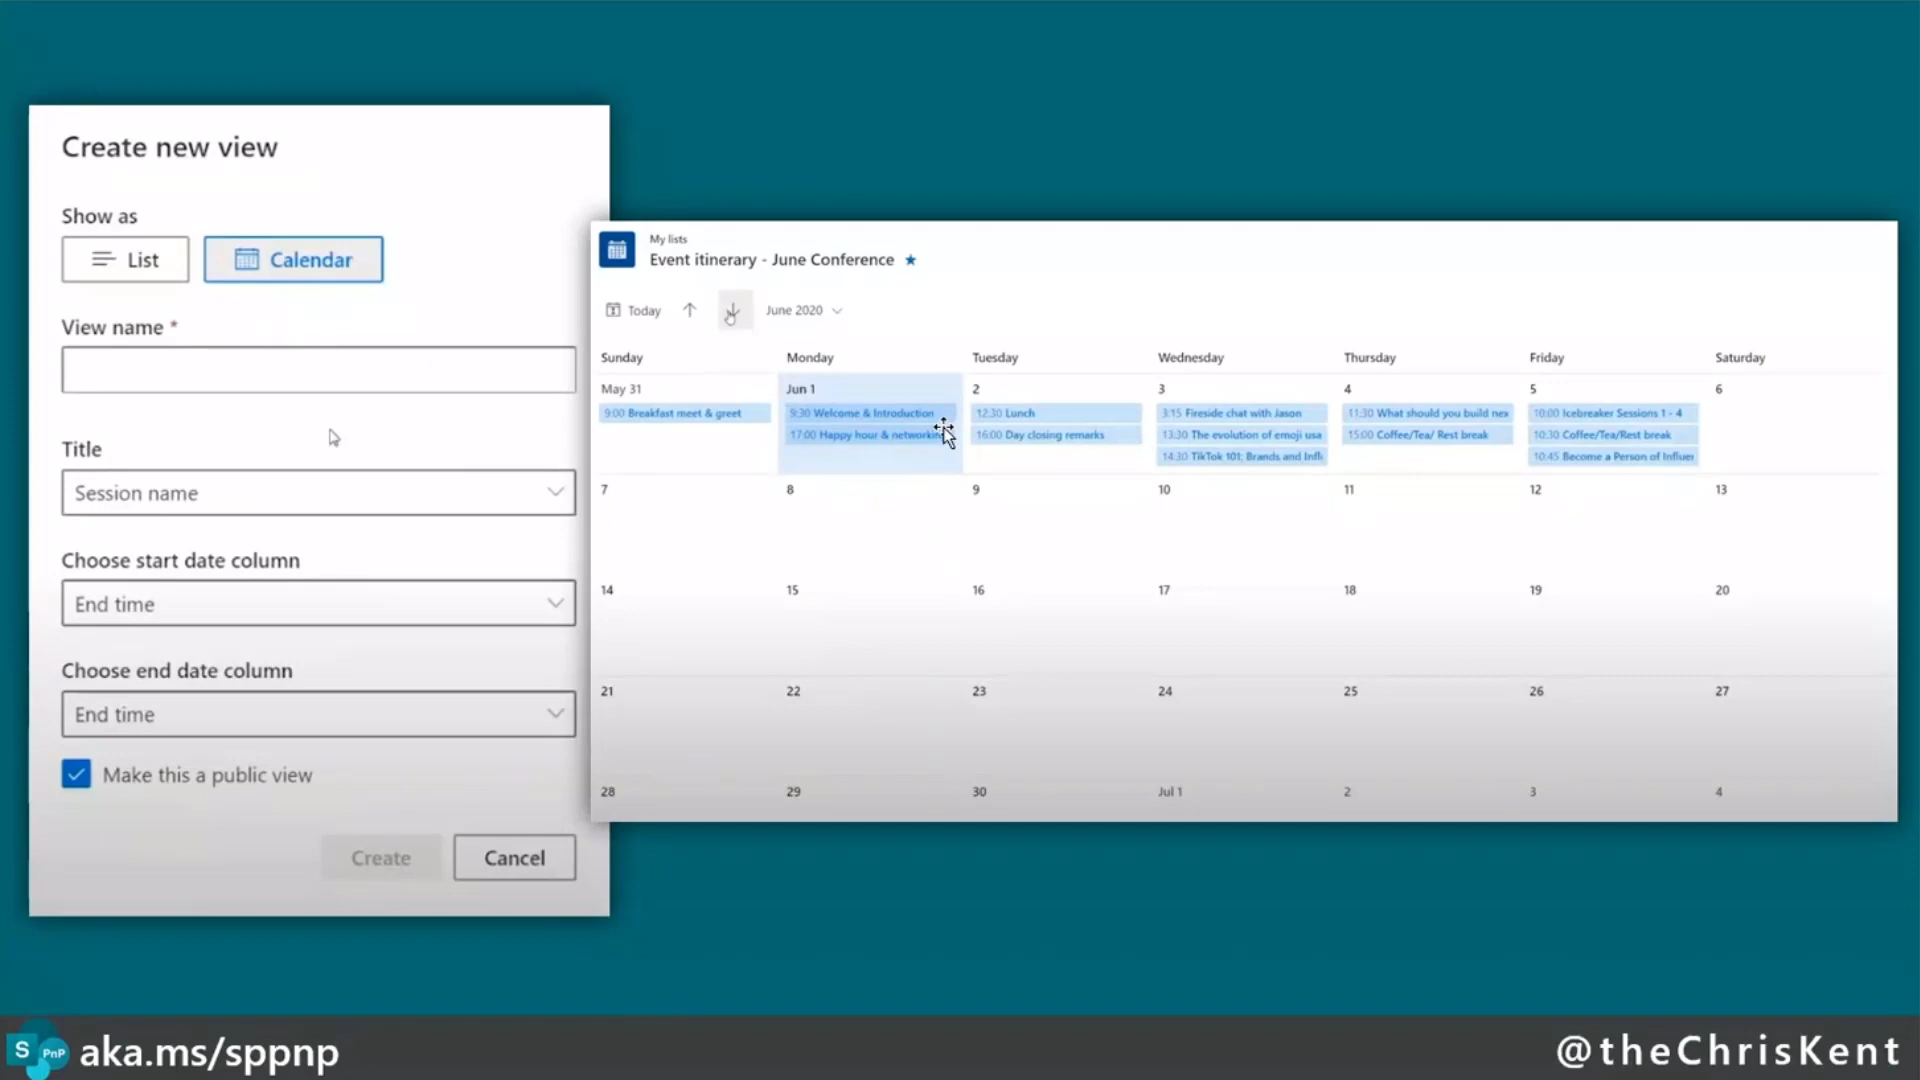 Create new view
Show as
List
Calendar
View name *
Title
Session name
Choose start date column
End time
Choose end date column
End time
Make this a public view
Create
Cancel
My lists
Event itinerary - June Conference
Today
June 2020
Sunday Monday Tuesday Wednesday Thursday Friday Saturday
May 31 Jun 1 2 3 4 5 6
9:00 Breakfast meet & greet 9:30 Welcome & Introduction 12:30 Lunch 3:15 Fireside chat with Jason 11:30 What should you build nex 10:00 Icebreaker Sessions 1 - 4
17:00 Happy hour & networkin 16:00 Day closing remarks 13:30 The evolution of emoji usa 15:00 Coffee/Tea/ Rest break 10:30 Coffee/Tea/Rest break
14:30 TikTok 101: Brands and Infl 10:45 Become a Person of Influen
7 8 9 10 11 12 13
14 15 16 17 18 19 20
21 22 23 24 25 26 27
28 29 30 Jul 1 2 3 4
S PnP aka.ms/sppnp
@theChrisKent